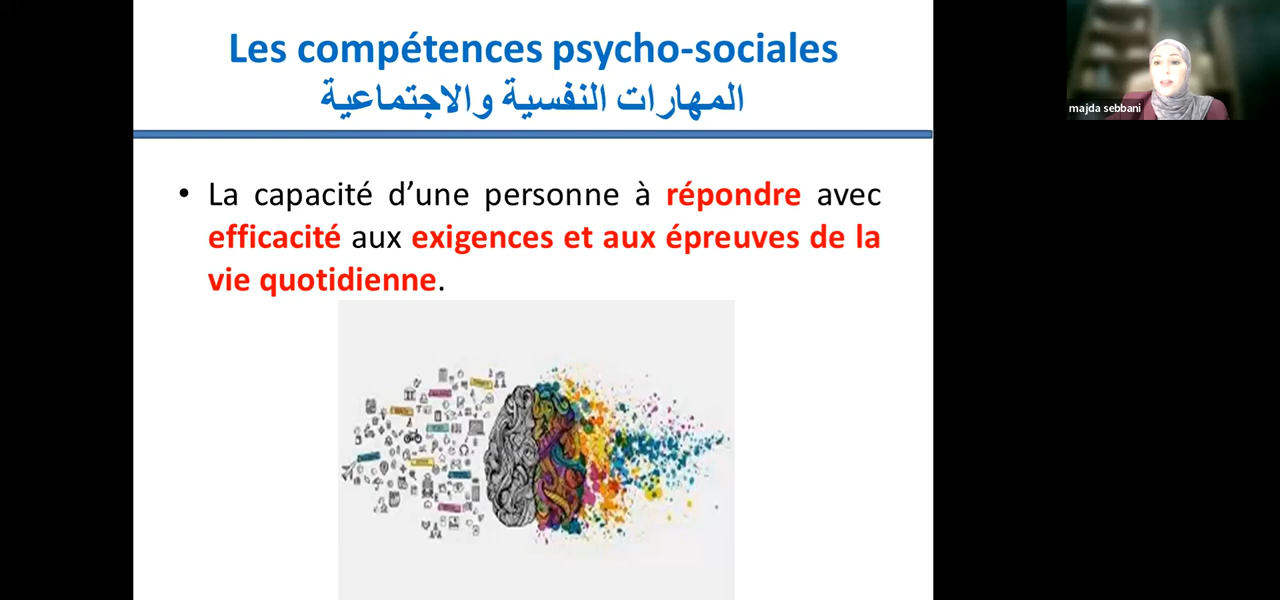 Les compétences psycho-sociales
المهارات النفسية والاجتماعية
• La capacité d’une personne à répondre avec
efficacité aux exigences et aux épreuves de la
vie quotidienne.
majda sebbani